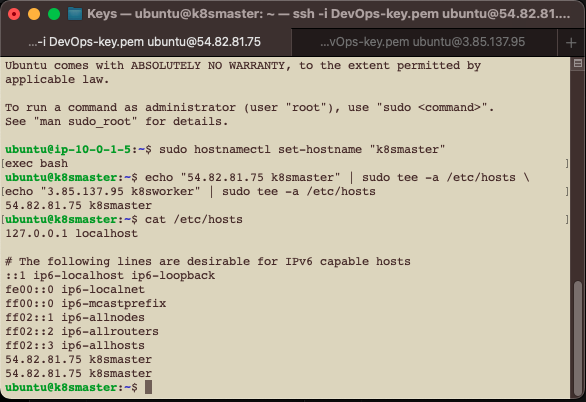 Keys — ubuntu@k8smaster: ~ — ssh -i DevOps-key.pem ubuntu@54.82.81....
...-i DevOps-key.pem ubuntu@54.82.81.75
...vOps-key.pem ubuntu@3.85.137.95
+
Ubuntu comes with ABSOLUTELY NO WARRANTY, to the extent permitted by
applicable law.
To run a command as administrator (user "root"), use "sudo <command>".
See "man sudo_root" for details.
ubuntu@ip-10-0-1-5:~$ sudo hostnamectl set-hostname "k8smaster"
[exec bash ]
ubuntu@k8smaster:~$ echo "54.82.81.75 k8smaster" | sudo tee -a /etc/hosts \
[echo "3.85.137.95 k8sworker" | sudo tee -a /etc/hosts ]
54.82.81.75 k8smaster
[ubuntu@k8smaster:~$ cat /etc/hosts ]
127.0.0.1 localhost
# The following lines are desirable for IPv6 capable hosts
::1 ip6-localhost ip6-loopback
fe00::0 ip6-localnet
ff00::0 ip6-mcastprefix
ff02::1 ip6-allnodes
ff02::2 ip6-allrouters
ff02::3 ip6-allhosts
54.82.81.75 k8smaster
54.82.81.75 k8smaster
ubuntu@k8smaster:~$